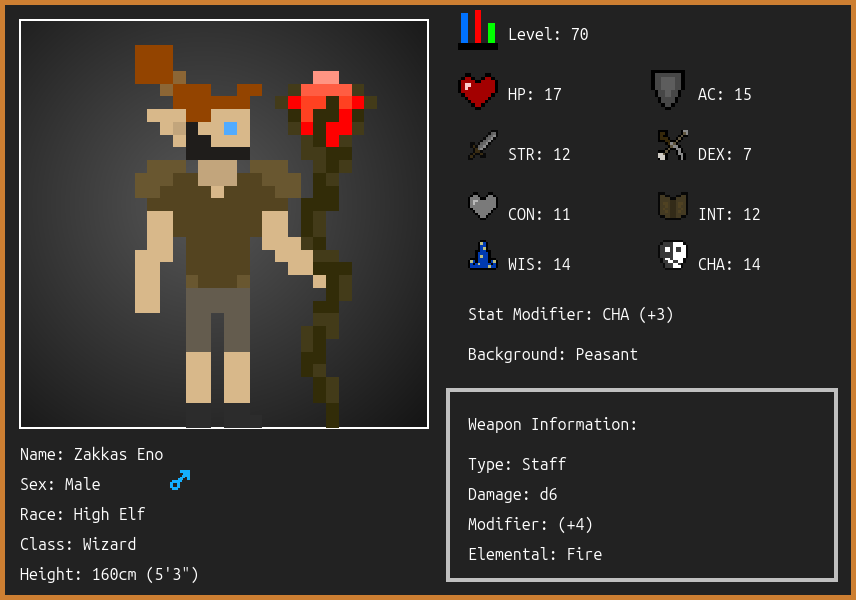 Level: 70
HP: 17
AC: 15
STR: 12
DEX: 7
CON: 11
INT: 12
WIS: 14
CHA: 14
Stat Modifier: CHA (+3)
Background: Peasant
Weapon Information:
Type: Staff
Damage: d6
Modifier: (+4)
Elemental: Fire
Name: Zakkas Eno
Sex: Male
Race: High Elf
Class: Wizard
Height: 160cm (5'3")